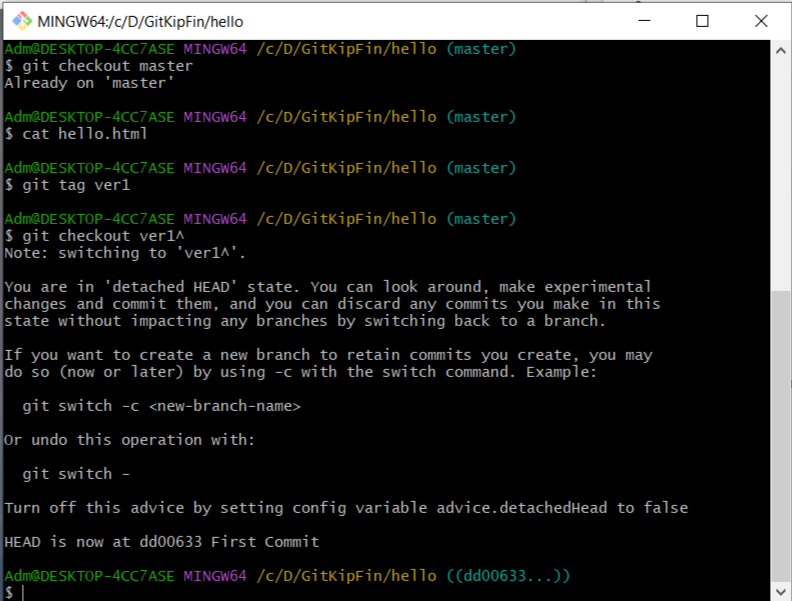 MINGW64:/c/D/GitKipFin/hello
Adm@DESKTOP-4CC7ASE MINGW64 /c/D/GitKipFin/hello (master)
$ git checkout master
Already on 'master'
Adm@DESKTOP-4CC7ASE MINGW64 /c/D/GitKipFin/hello (master)
$ cat hello.html
Adm@DESKTOP-4CC7ASE MINGW64 /c/D/GitKipFin/hello (master)
$ git tag ver1
Adm@DESKTOP-4CC7ASE MINGW64 /c/D/GitKipFin/hello (master)
$ git checkout ver1^
Note: switching to 'ver1^'.
You are in 'detached HEAD' state. You can look around, make experimental
changes and commit them, and you can discard any commits you make in this
state without impacting any branches by switching back to a branch.
If you want to create a new branch to retain commits you create, you may
do so (now or later) by using -c with the switch command. Example:
git switch -c <new-branch-name>
Or undo this operation with:
git switch -
Turn off this advice by setting config variable advice.detachedHead to false
HEAD is now at dd00633 First Commit
Adm@DESKTOP-4CC7ASE MINGW64 /c/D/GitKipFin/hello ((dd00633...))
$